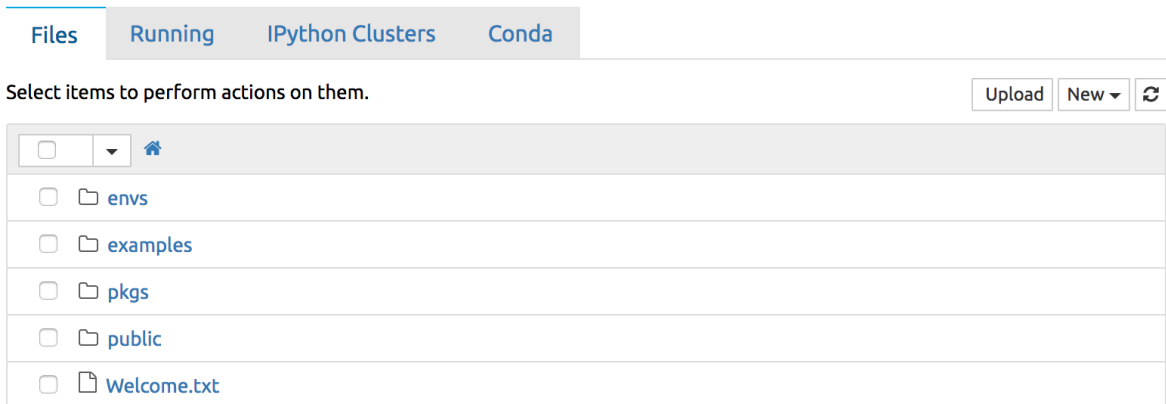 Files Running IPython Clusters Conda
Select items to perform actions on them. Upload New
envs
examples
pkgs
public
Welcome.txt